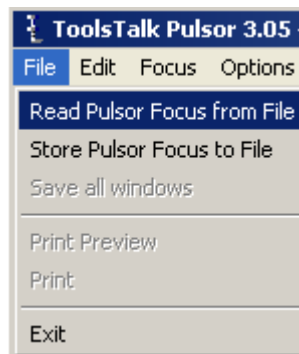 ToolsTalk Pulsor 3.05 -
File Edit Focus Options
Read Pulsor Focus from File
Store Pulsor Focus to File
Save all windows
Print Preview
Print
Exit